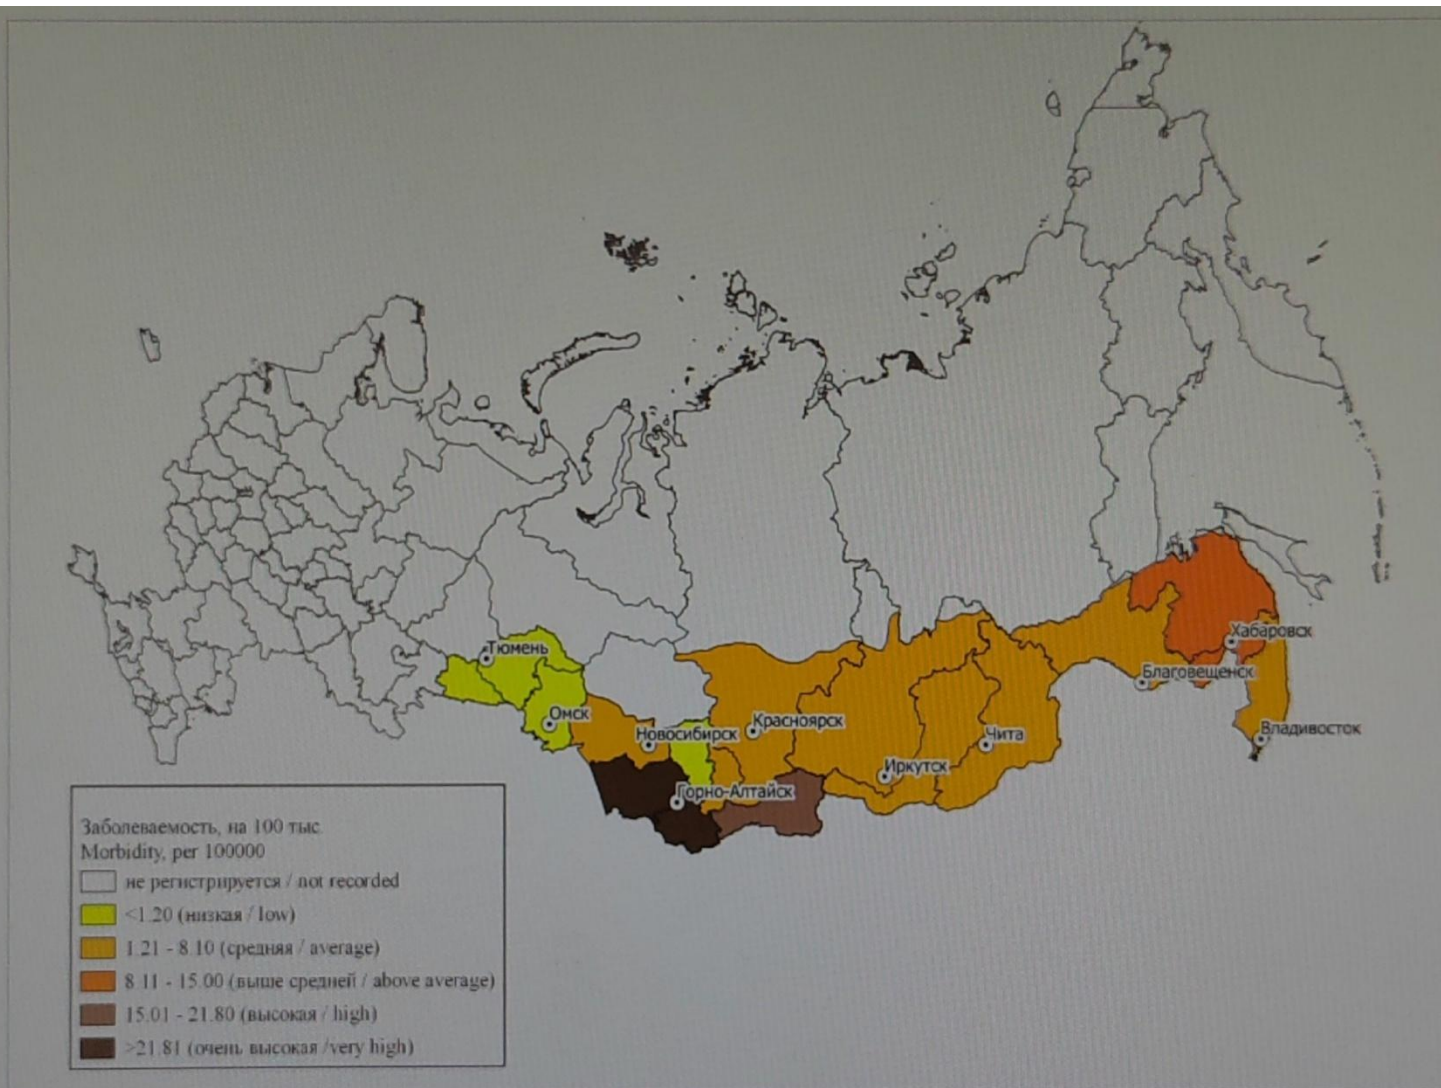 Тюмень
Омск
Новосибирск
Красноярск
Горно-Алтайск
Иркутск
Чита
Благовещенск
Хабаровск
Владивосток
Заболеваемость, на 100 тыс
Morbidity, per 100000
не регистрируется / not recorded
<1.20 (низкая / low)
1.21 - 8.10 (средняя / average)
8.11 - 15.00 (выше средней / above average)
15.01 - 21.80 (высокая / high)
>21.81 (очень высокая /very high)